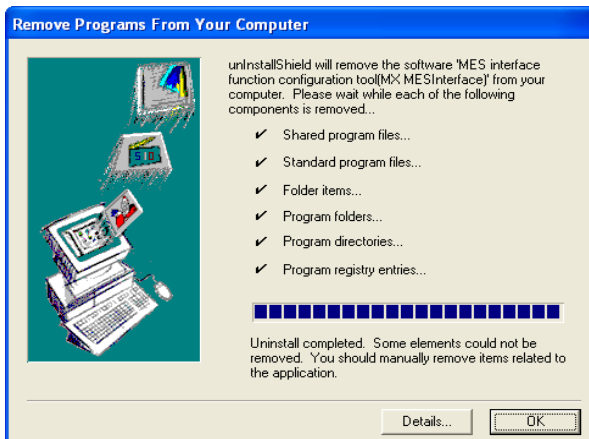 Remove Programs From Your Computer
unInstallShield will remove the software 'MES interface
function configuration tool(MX MESInterface)' from your
computer. Please wait while each of the following
components is removed...
Shared program files...
Standard program files...
Folder items...
Program folders...
Program directories...
Program registry entries...
Uninstall completed. Some elements could not be
removed. You should manually remove items related to
the application.
Details...
OK